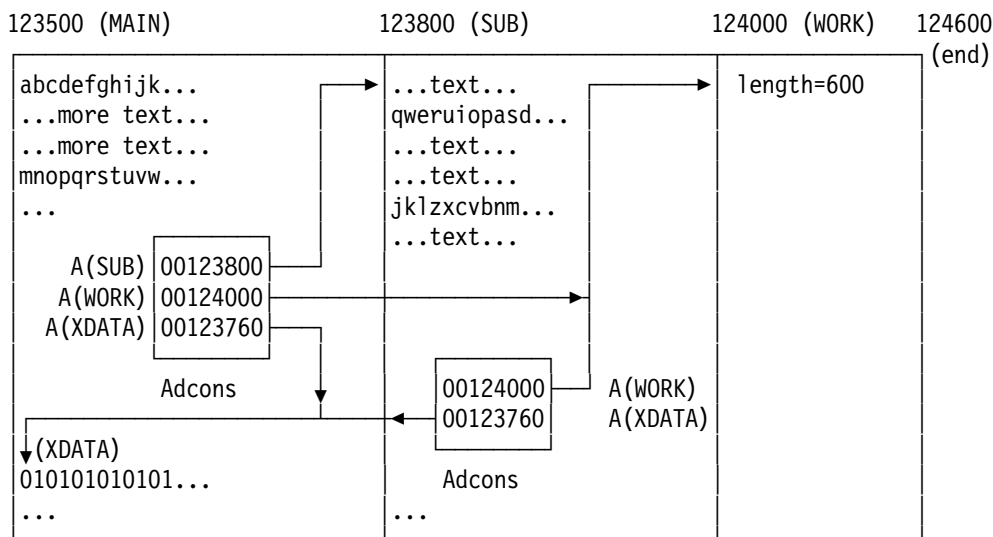 123500 (MAIN) 123800 (SUB) 124000 (WORK) 124600
(end)
abcdefghijk... ...text... length=600
...more text... qweruiopasd...
...more text... ...text...
mnopqrstuvw... ...text...
... jklzxcvbnm...
...text...
A(SUB) 00123800
A(WORK) 00124000
A(XDATA) 00123760
Adcons 00124000 A(WORK)
00123760 A(XDATA)
(XDATA)
010101010101... Adcons
... ...